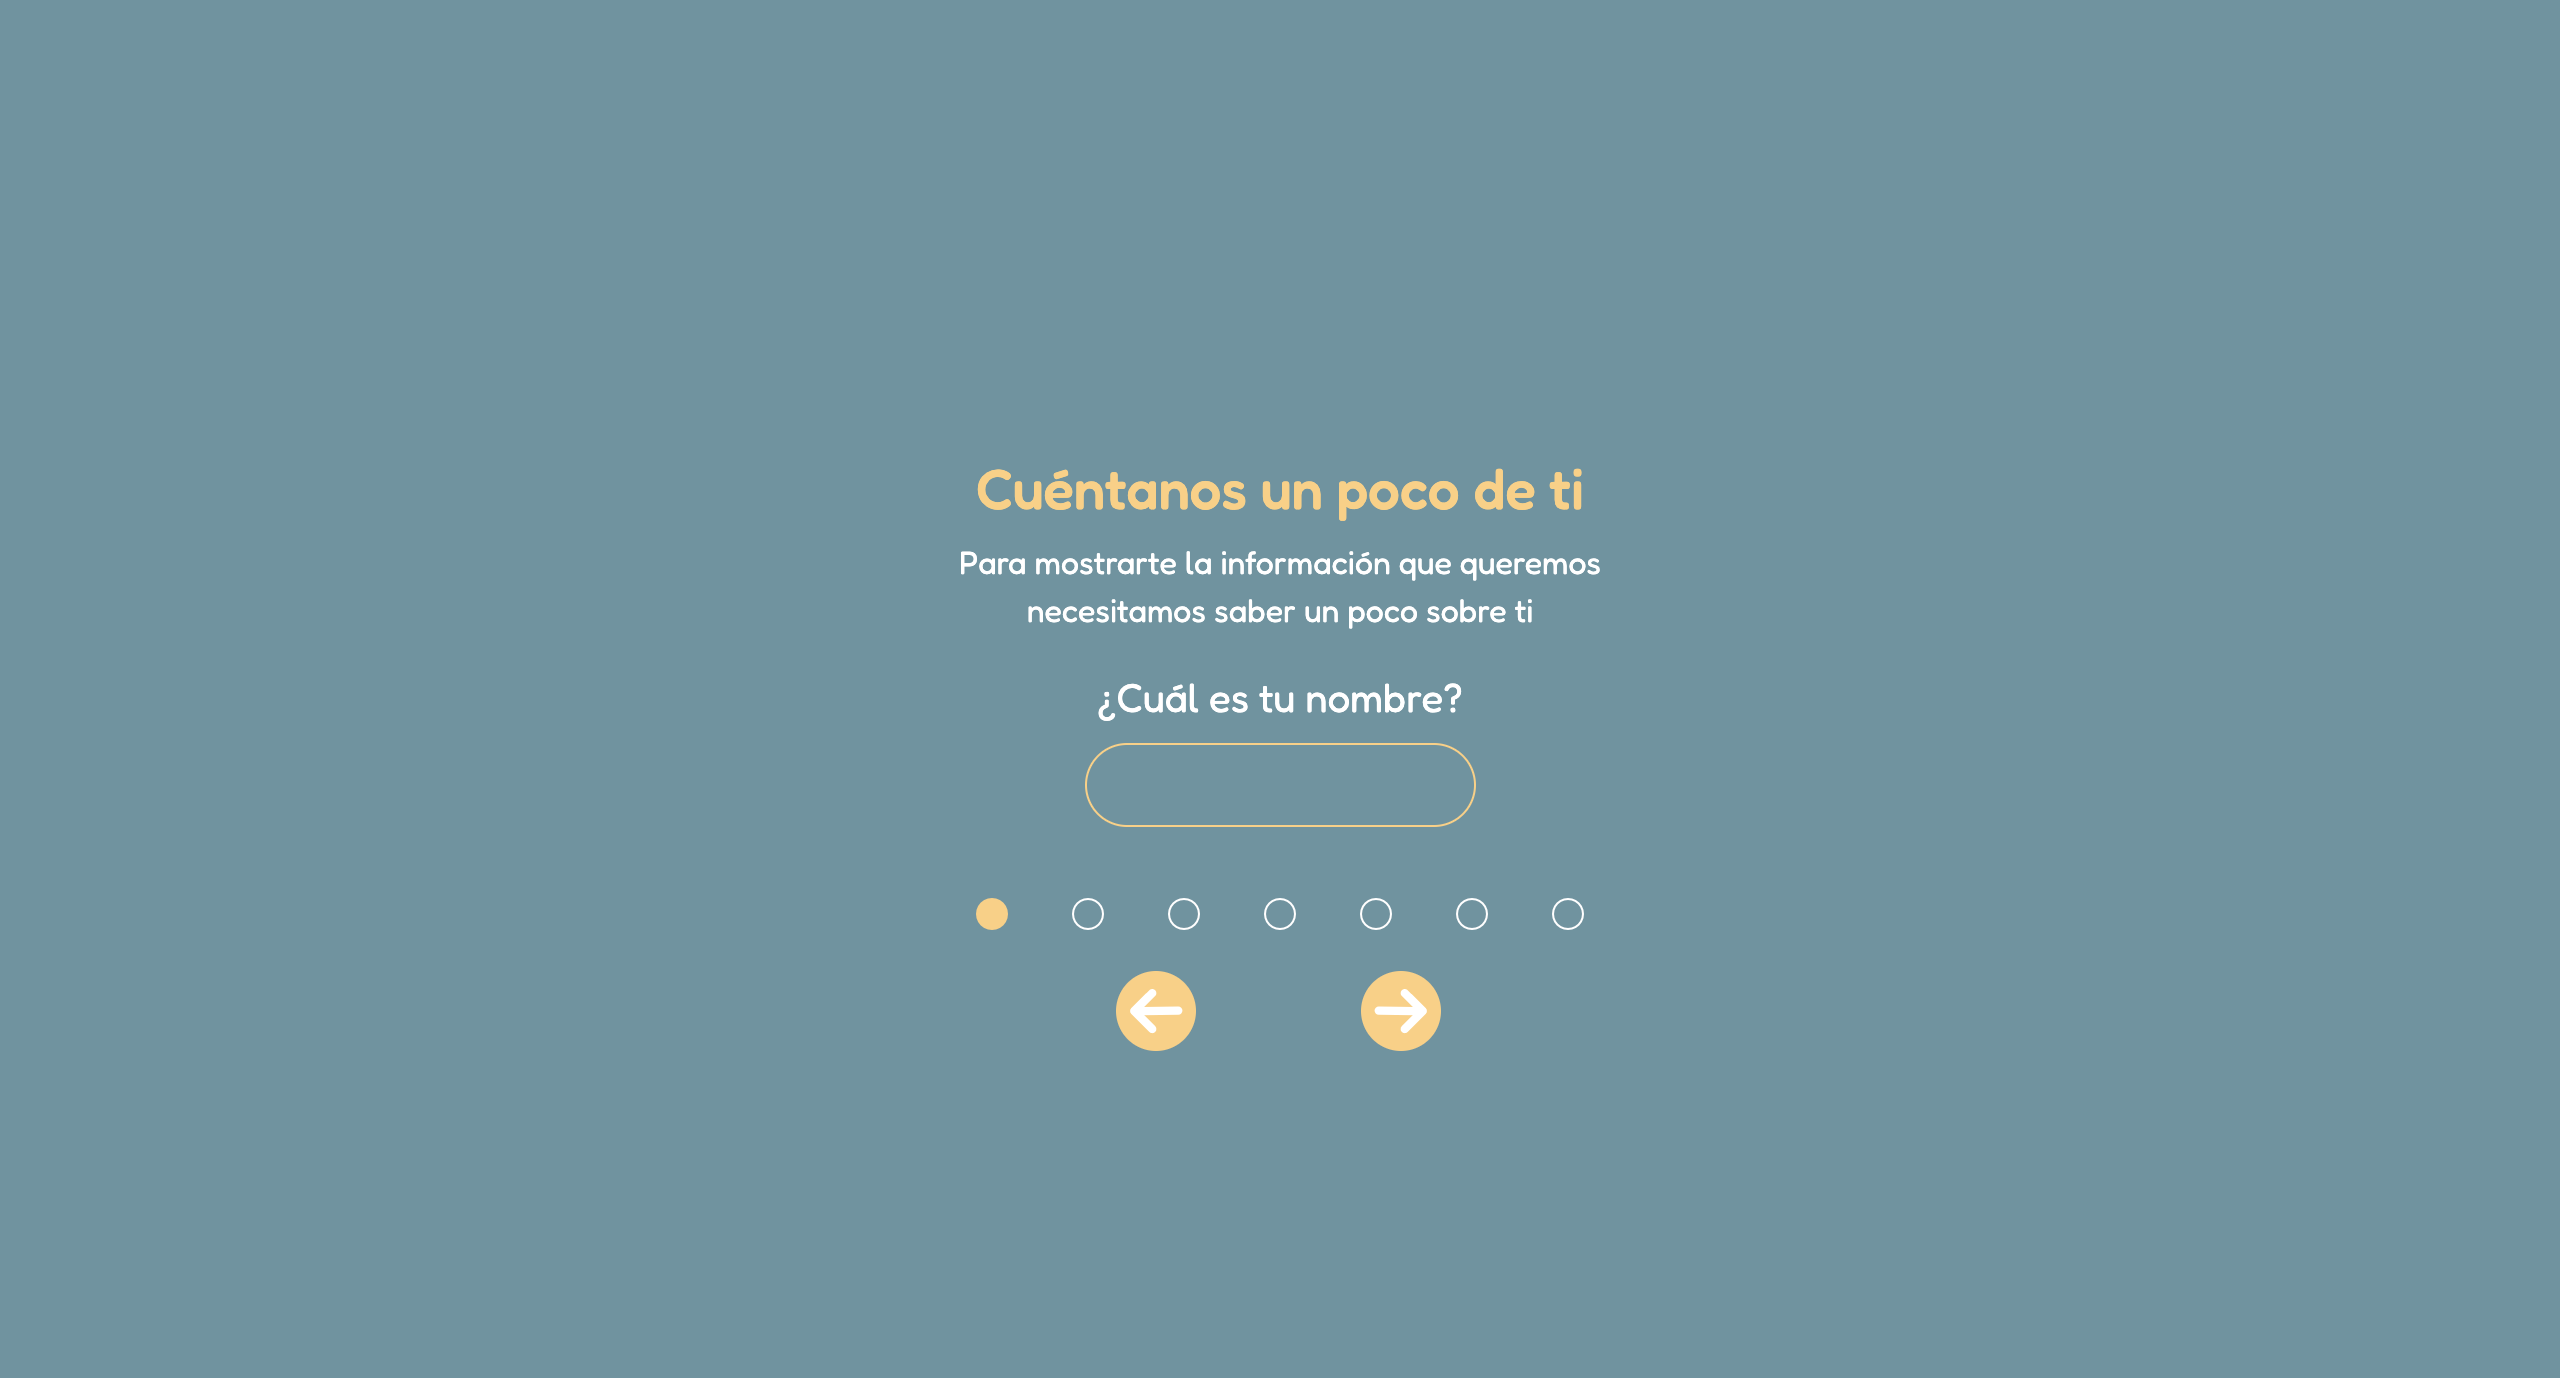 Cuéntanos un poco de ti
Para mostrarte la información que queremos
necesitamos saber un poco sobre ti
¿Cuál es tu nombre?